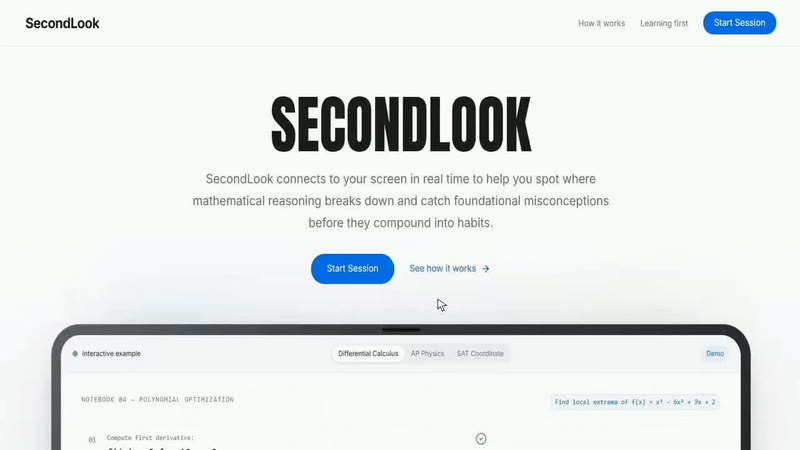 SecondLook
How it works
Learning first
Start Session
SECONDLOOK
SecondLook connects to your screen in real time to help you spot where
mathematical reasoning breaks down and catch foundational misconceptions
before they compound into habits.
Start Session
See how it works →
Interactive example
Differential Calculus
AP Physics
SAT Coordinate
Demo
NOTEBOOK 04 — POLYNOMIAL OPTIMIZATION
Find local extrema of f(x) = x³ − 6x² + 9x + 2
01
Compute first derivative: